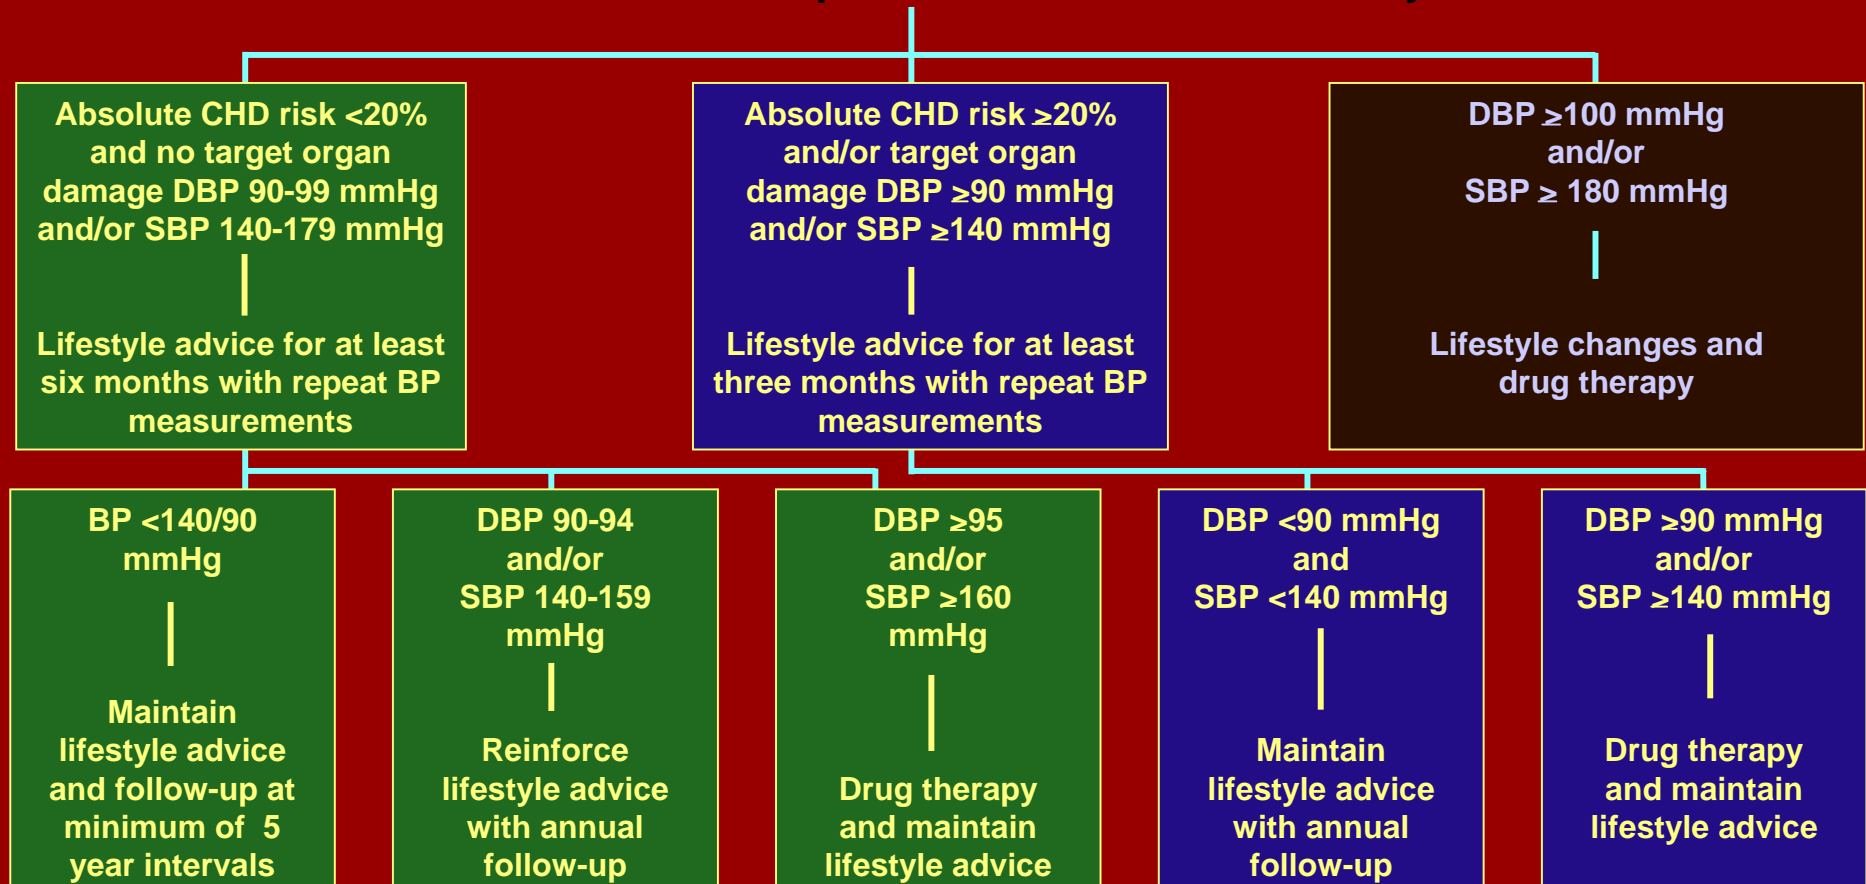 Absolute CHD risk <20%
and no target organ
damage DBP 90-99 mmHg
and/or SBP 140-179 mmHg
Lifestyle advice for at least
six months with repeat BP
measurements
Absolute CHD risk ≥20%
and/or target organ
damage DBP ≥90 mmHg
and/or SBP ≥140 mmHg
Lifestyle advice for at least
three months with repeat BP
measurements
DBP ≥100 mmHg
and/or
SBP ≥ 180 mmHg
Lifestyle changes and
drug therapy
BP <140/90
mmHg
Maintain
lifestyle advice
and follow-up at
minimum of 5
year intervals
DBP 90-94
and/or
SBP 140-159
mmHg
Reinforce
lifestyle advice
with annual
follow-up
DBP ≥95
and/or
SBP ≥160
mmHg
Drug therapy
and maintain
lifestyle advice
DBP <90 mmHg
and
SBP <140 mmHg
Maintain
lifestyle advice
with annual
follow-up
DBP ≥90 mmHg
and/or
SBP ≥140 mmHg
Drug therapy
and maintain
lifestyle advice